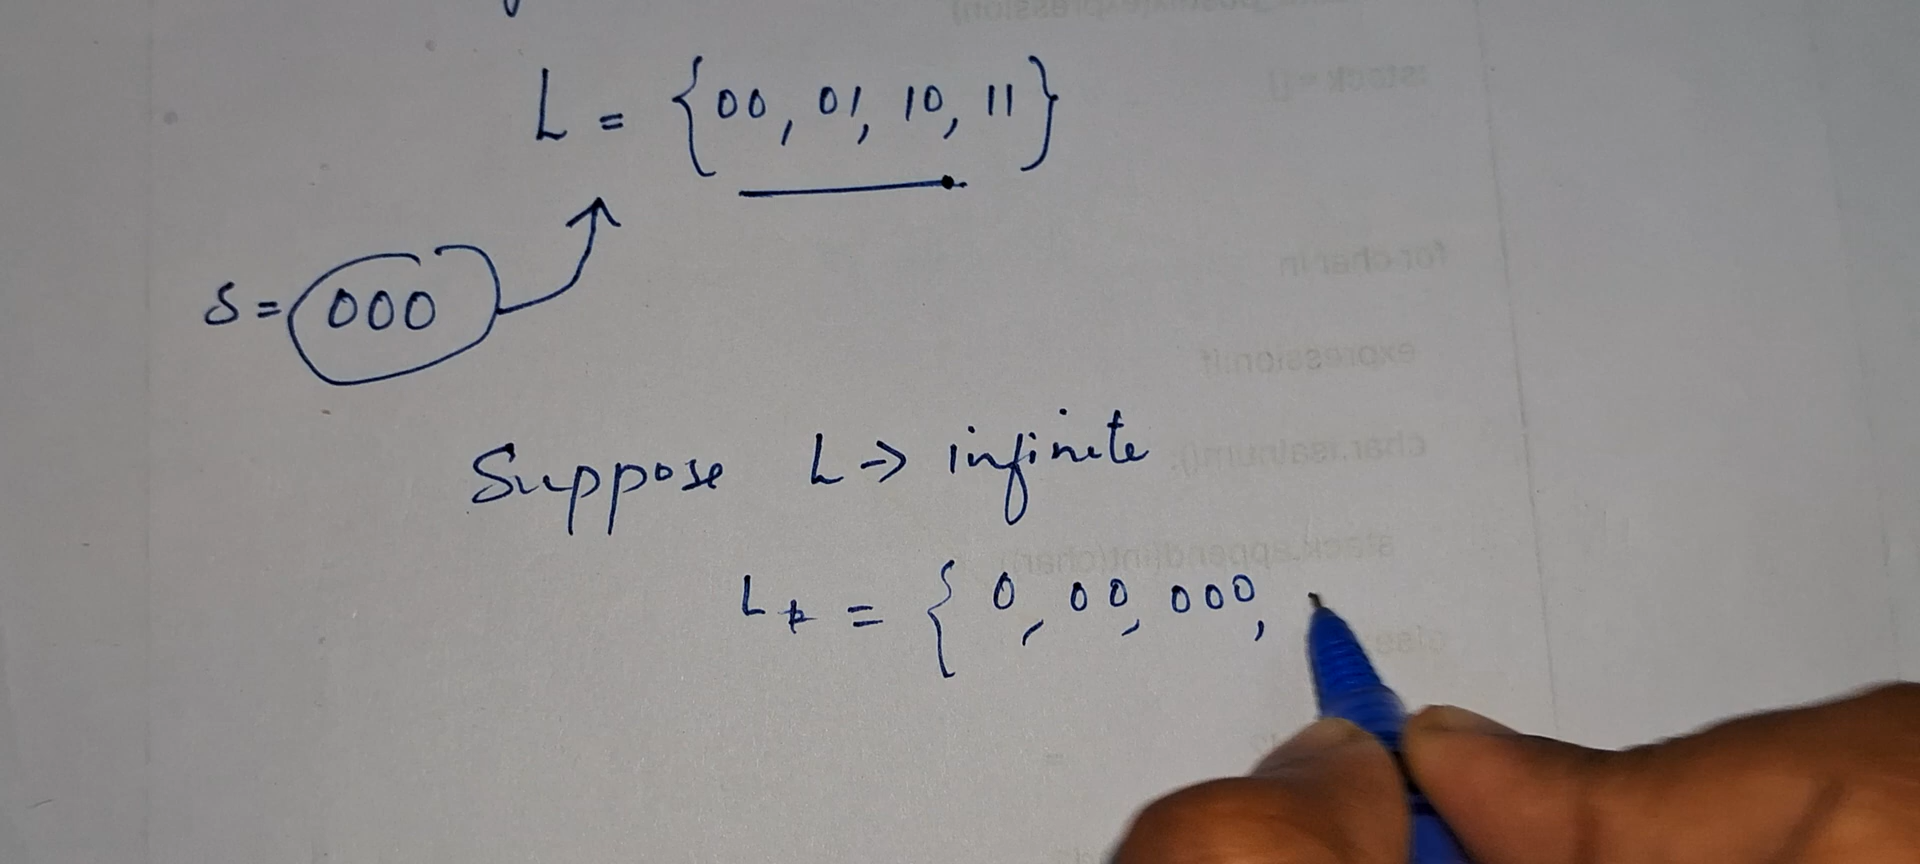 L = {00, 01, 10, 11}
S = 000
Suppose L → infinite
L = { 0, 00, 000,